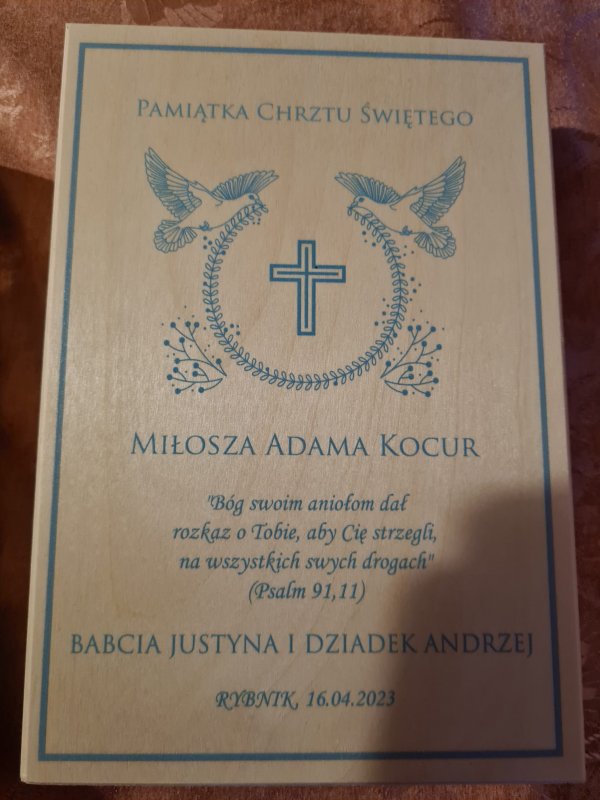 Pamiątka Chrztu Świętego
Miłosza Adama Kocur
"Bóg swoim aniołom dał
rozkaz o Tobie, aby Cię strzegli,
na wszystkich swych drogach"
(Psalm 91,11)
BABCIA JUSTYNA I DZIADEK ANDRZEJ
RYBNIK, 16.04.2023